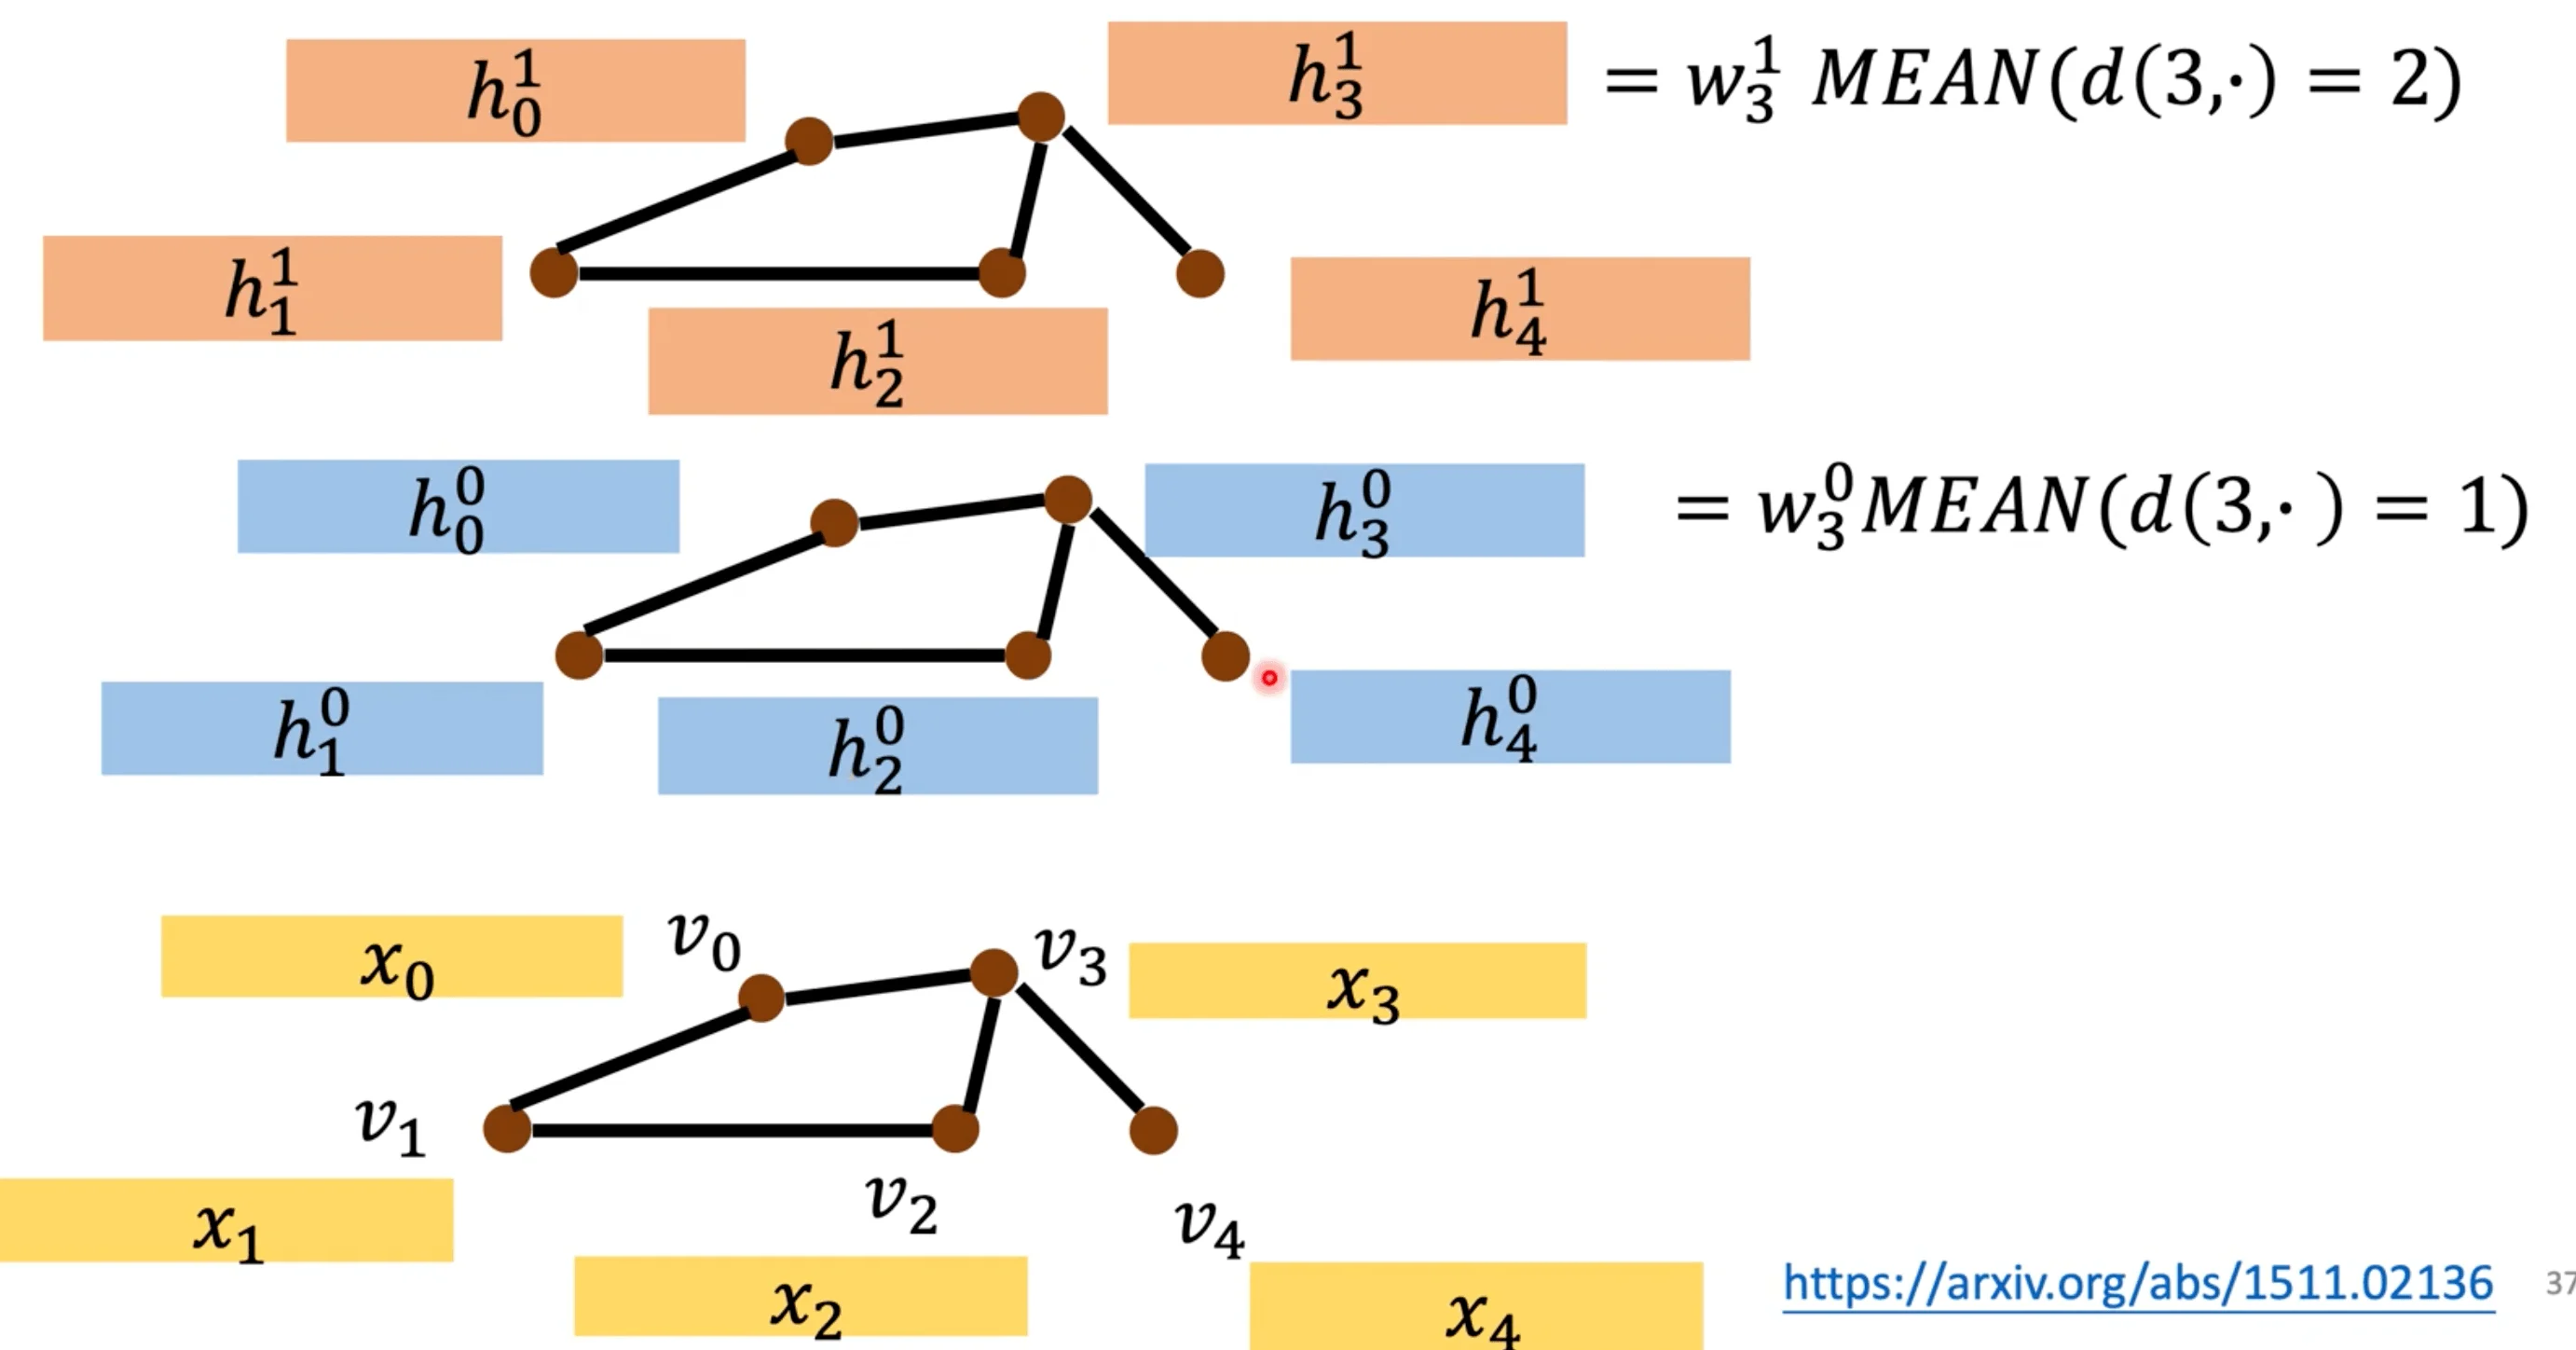 h_0^1
h_3^1 = w_3^1 MEAN(d(3,·) = 2)
h_1^1
h_4^1
h_2^1
h_0^0
h_3^0 = w_3^0 MEAN(d(3,· ) = 1)
h_1^0
h_2^0
h_4^0
x_0
v_0
v_3
x_3
v_1
v_2
x_1
v_4
x_2
x_4
https://arxiv.org/abs/1511.02136
37